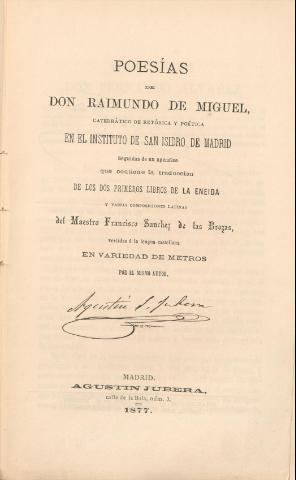 POESÍAS
DE
DON RAIMUNDO DE MIGUEL,
CATEDRÁTICO DE RETÓRICA Y POÉTICA
EN EL INSTITUTO DE SAN ISIDRO DE MADRID
seguidas de un apéndice
que contiene la traduccion
DE LOS DOS PRIMEROS LIBROS DE LA ENEIDA
Y VARIAS COMPOSICIONES LATINAS
del Maestro Francisco Sanchez de las Brozas,
vertidas á la lengua castellana
EN VARIEDAD DE METROS
POR EL MISMO AUTOR.
Agustin S. Jubera
MADRID.
AGUSTIN JUBERA,
calle de la Bola, núm. 3.
1877.